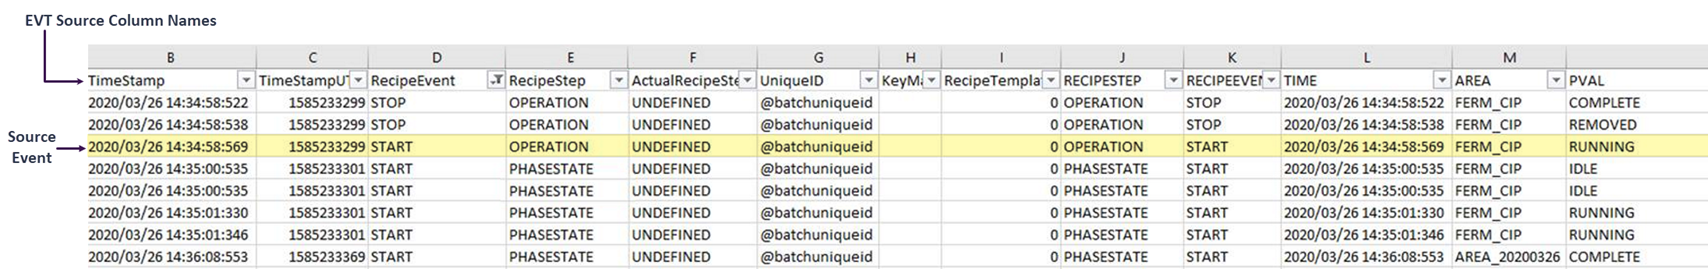 EVT Source Column Names
B C D E F G H I J K L M
TimeStamp TimeStampU RecipeEvent RecipeStep ActualRecipeSte UniqueID KeyMa RecipeTempla RECIPESTEP RECIPEEVEN TIME AREA PVAL
2020/03/26 14:34:58:522 1585233299 STOP OPERATION UNDEFINED @batchuniqueid 0 OPERATION STOP 2020/03/26 14:34:58:522 FERM_CIP COMPLETE
2020/03/26 14:34:58:538 1585233299 STOP OPERATION UNDEFINED @batchuniqueid 0 OPERATION STOP 2020/03/26 14:34:58:538 FERM_CIP REMOVED
Source Event
2020/03/26 14:34:58:569 1585233299 START OPERATION UNDEFINED @batchuniqueid 0 OPERATION START 2020/03/26 14:34:58:569 FERM_CIP RUNNING
2020/03/26 14:35:00:535 1585233301 START PHASESTATE UNDEFINED @batchuniqueid 0 PHASESTATE START 2020/03/26 14:35:00:535 FERM_CIP IDLE
2020/03/26 14:35:00:535 1585233301 START PHASESTATE UNDEFINED @batchuniqueid 0 PHASESTATE START 2020/03/26 14:35:00:535 FERM_CIP IDLE
2020/03/26 14:35:01:330 1585233301 START PHASESTATE UNDEFINED @batchuniqueid 0 PHASESTATE START 2020/03/26 14:35:01:330 FERM_CIP RUNNING
2020/03/26 14:35:01:346 1585233301 START PHASESTATE UNDEFINED @batchuniqueid 0 PHASESTATE START 2020/03/26 14:35:01:346 FERM_CIP RUNNING
2020/03/26 14:36:08:553 1585233369 START PHASESTATE UNDEFINED @batchuniqueid 0 PHASESTATE START 2020/03/26 14:36:08:553 AREA_20200326 COMPLETE